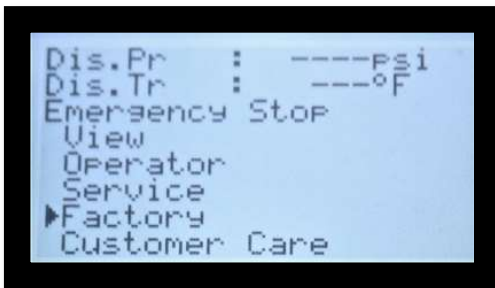 Dis.Pr : ----psi
Dis.Tr : ---°F
Emergency Stop
View
Operator
Service
▶Factory
Customer Care